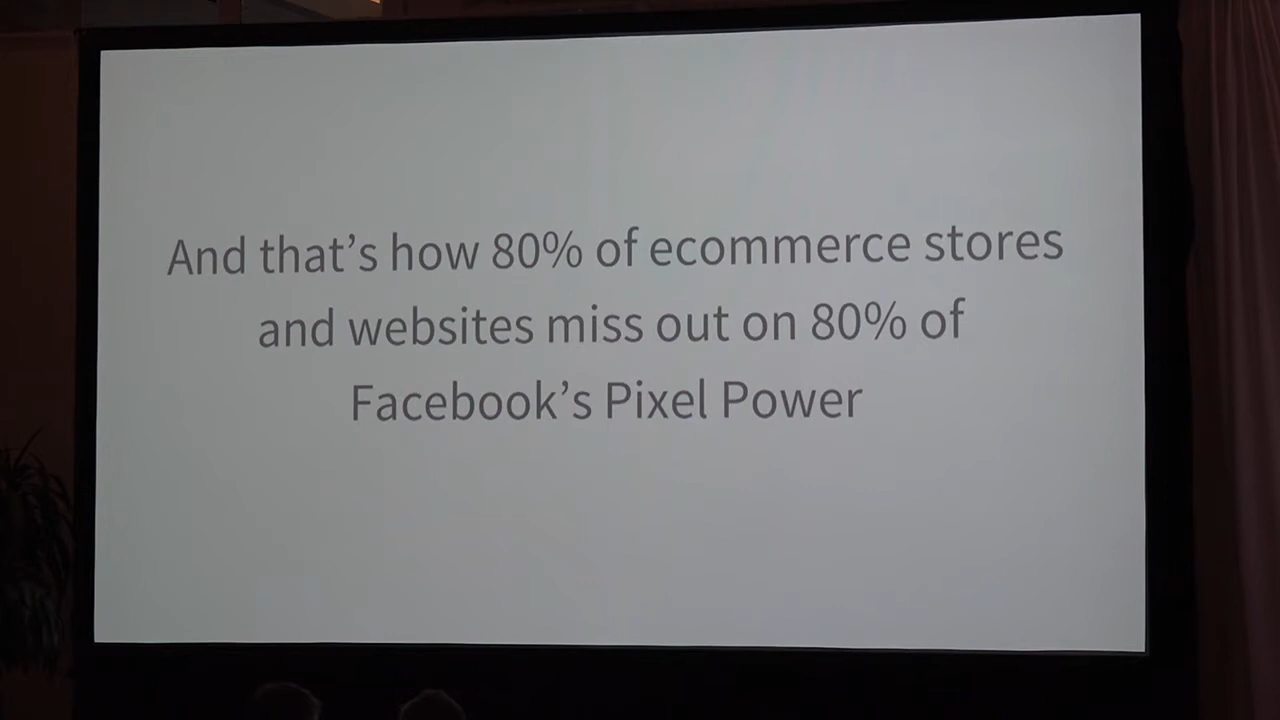 And that’s how 80% of ecommerce stores
and websites miss out on 80% of
Facebook’s Pixel Power